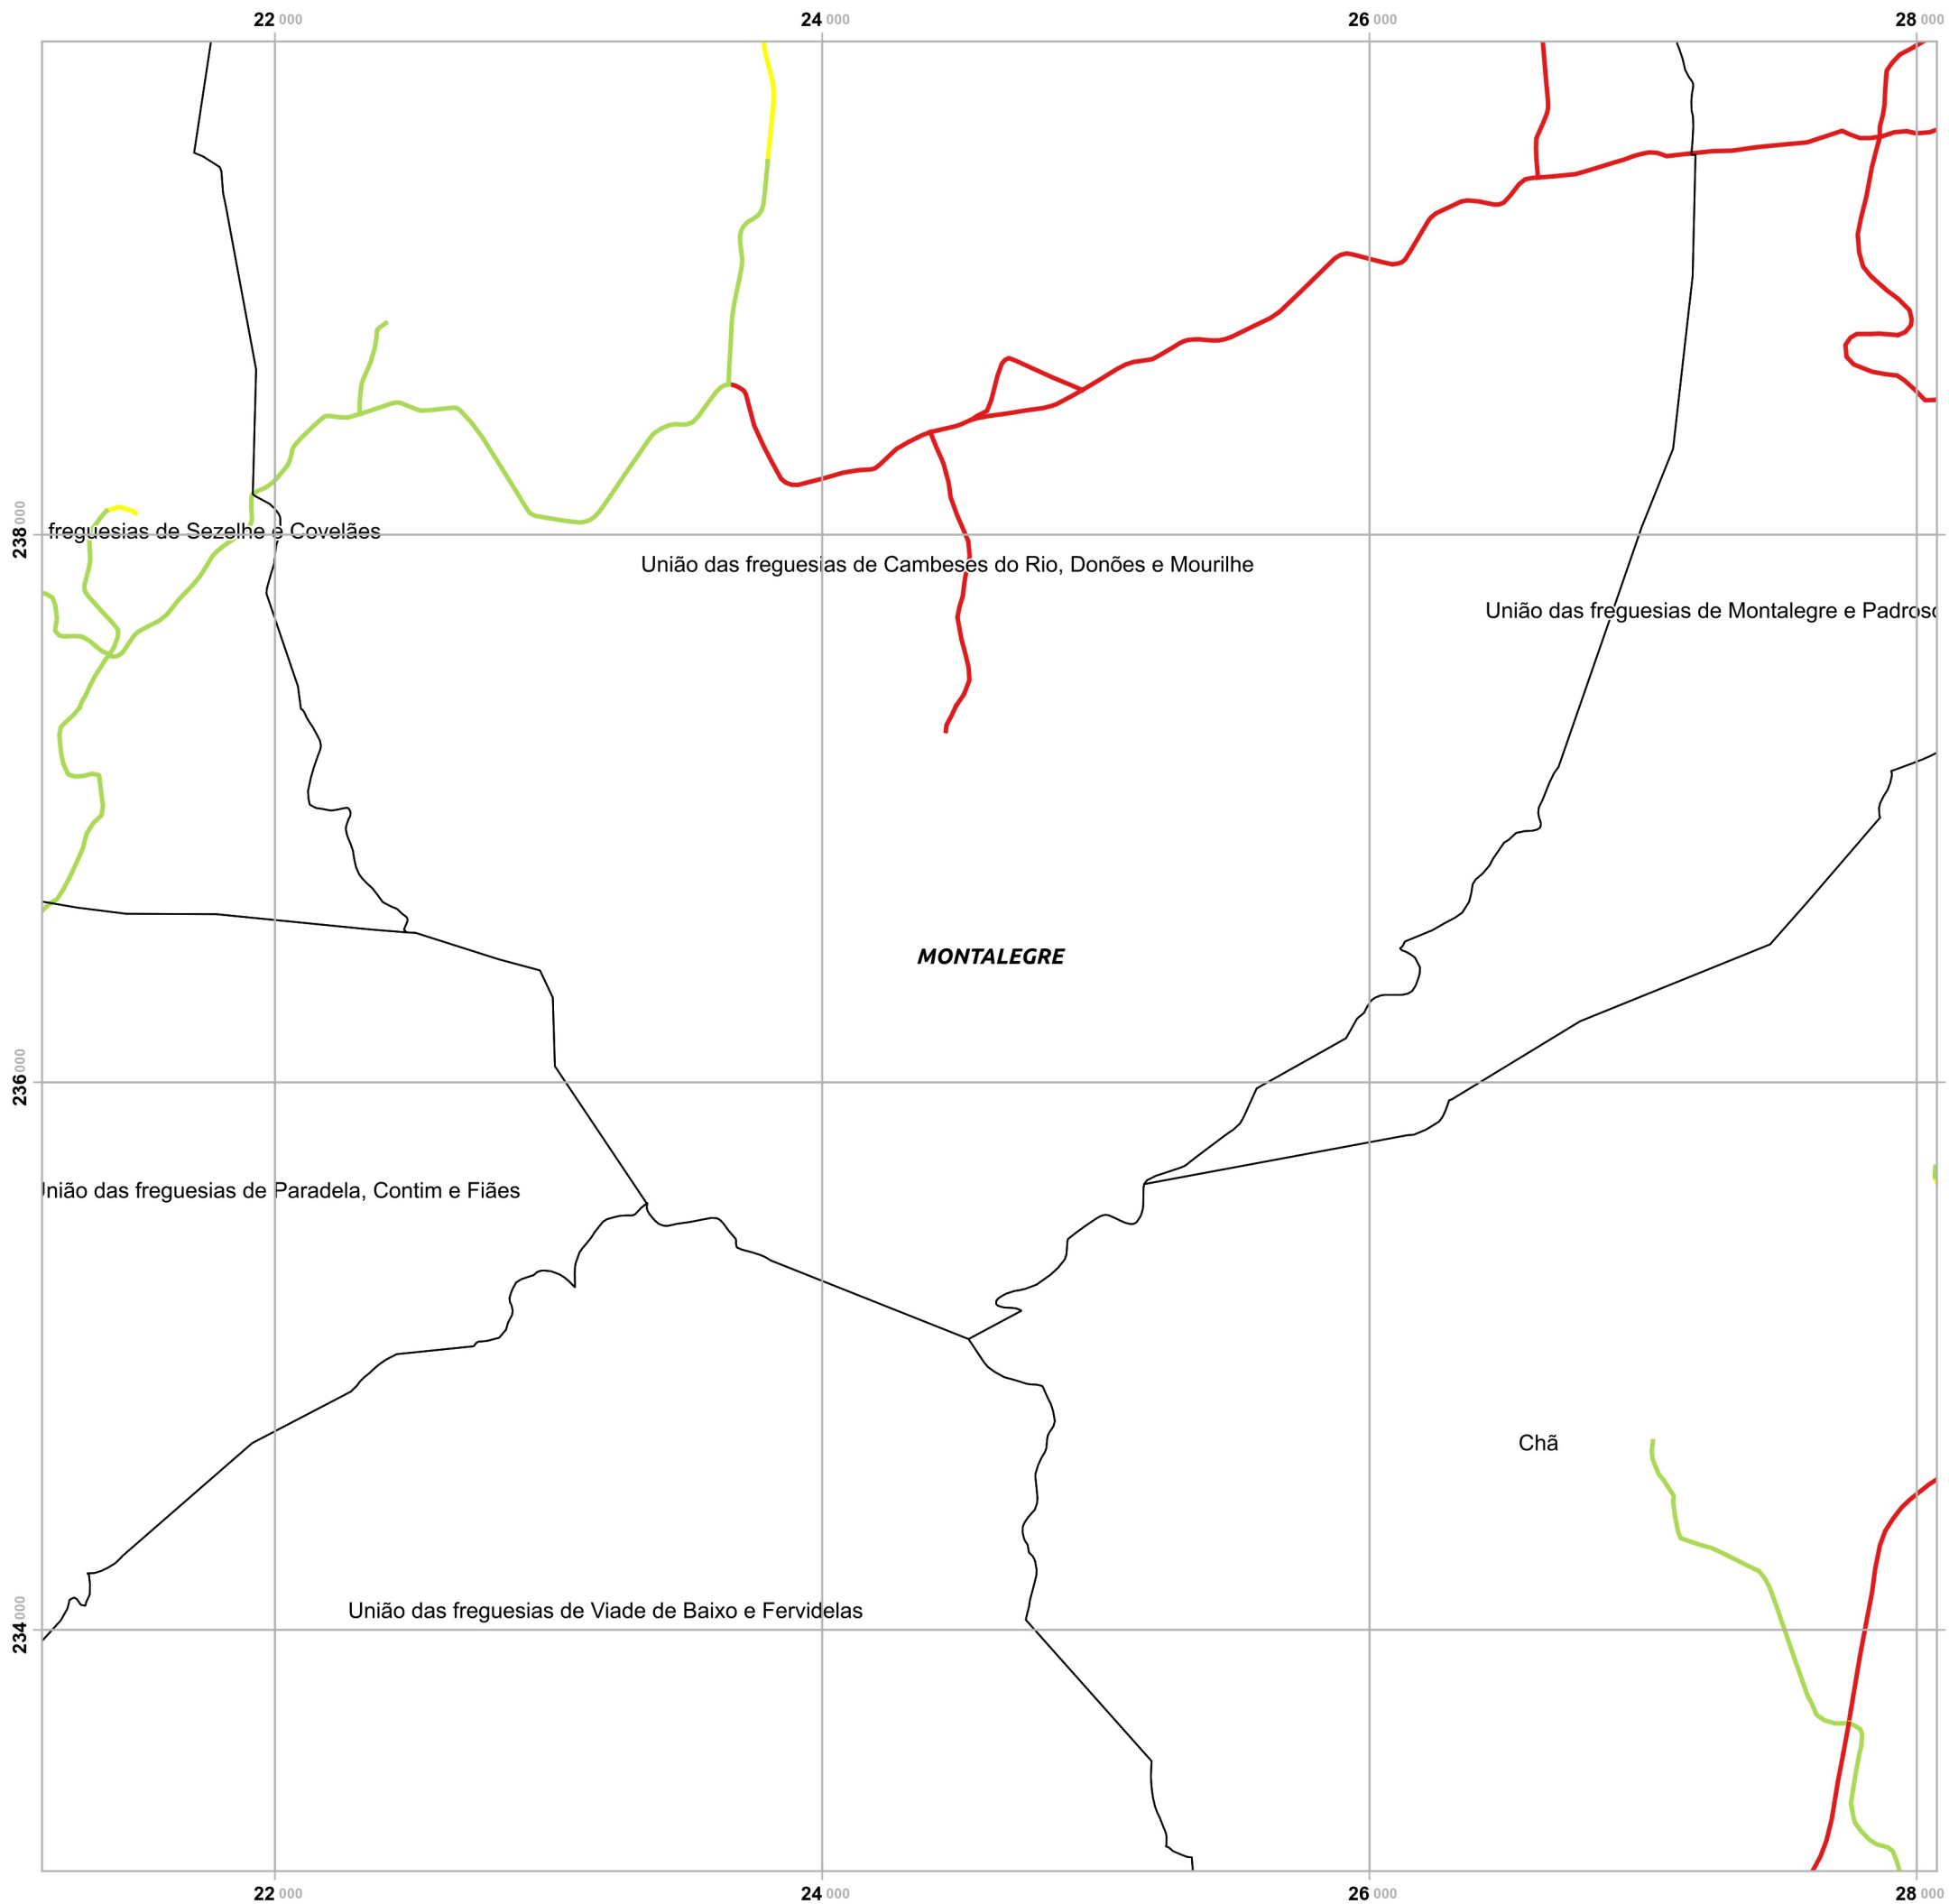 22 000 24 000 26 000 28 000
freguesias de Sezelhe e Covelães
238 000
União das freguesias de Cambeses do Rio, Donões e Mourilhe
União das freguesias de Montalegre e Padroso
MONTALEGRE
236 000
União das freguesias de Paradela, Contim e Fiães
Chã
União das freguesias de Viade de Baixo e Fervidelas
234 000
22 000 24 000 26 000 28 000